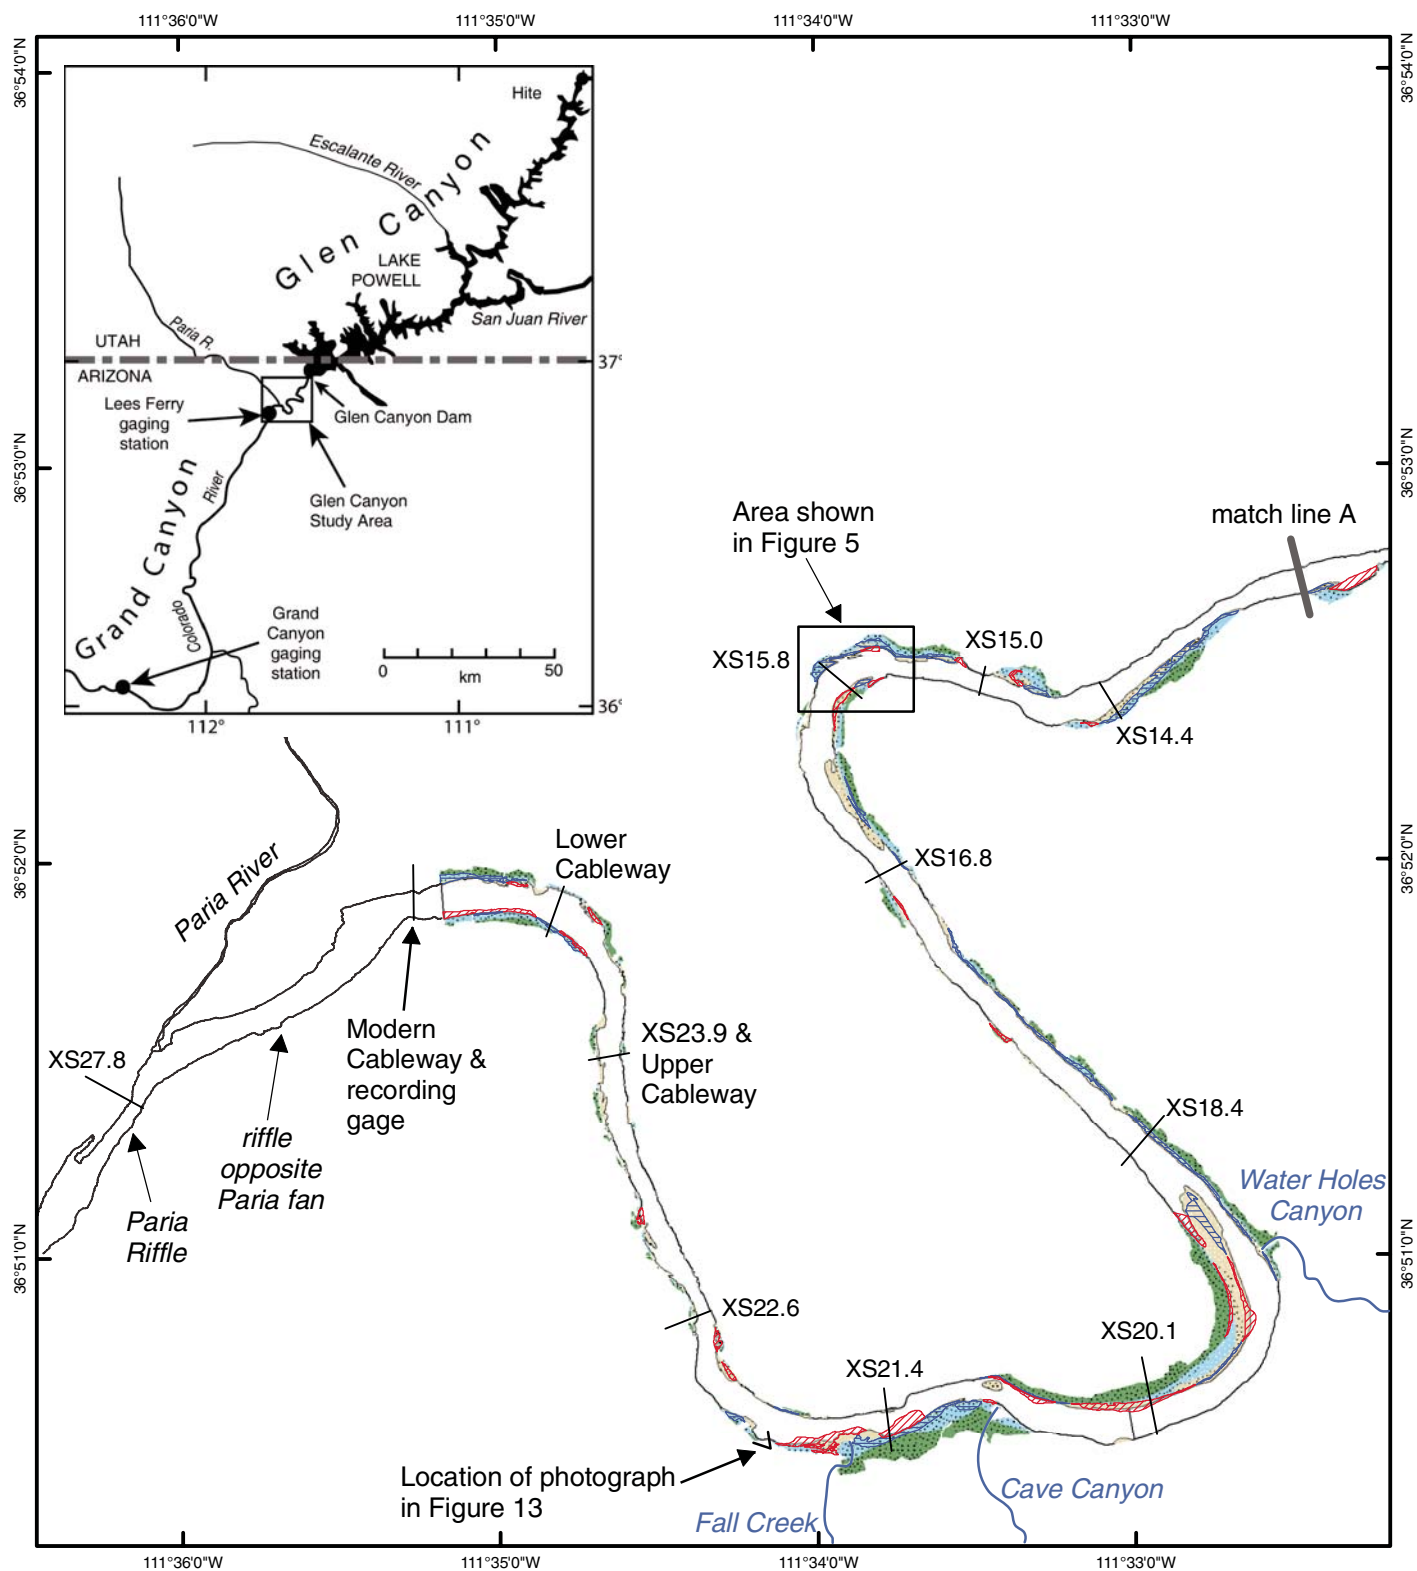 111°36'0"W
111°35'0"W
111°34'0"W
111°33'0"W
36°54'0"N
36°54'0"N
Hite
Escalante River
Glen Canyon
LAKE
POWELL
San Juan River
Paria R.
UTAH
ARIZONA
37°
Lees Ferry
gaging
station
Glen Canyon Dam
Glen Canyon
Study Area
Grand Canyon
River
Colorado
Grand
Canyon
gaging
station
0
50
km
36°
112°
111°
36°53'0"N
36°53'0"N
Area shown
in Figure 5
match line A
XS15.8
XS15.0
XS14.4
XS16.8
36°52'0"N
36°52'0"N
Paria River
Lower
Cableway
Modern
Cableway &
recording
gage
XS23.9 &
Upper
Cableway
XS27.8
riffle
opposite
Paria fan
Paria
Riffle
XS18.4
Water Holes
Canyon
36°51'0"N
36°51'0"N
XS22.6
XS21.4
XS20.1
Location of photograph
in Figure 13
Fall Creek
Cave Canyon
111°36'0"W
111°35'0"W
111°34'0"W
111°33'0"W